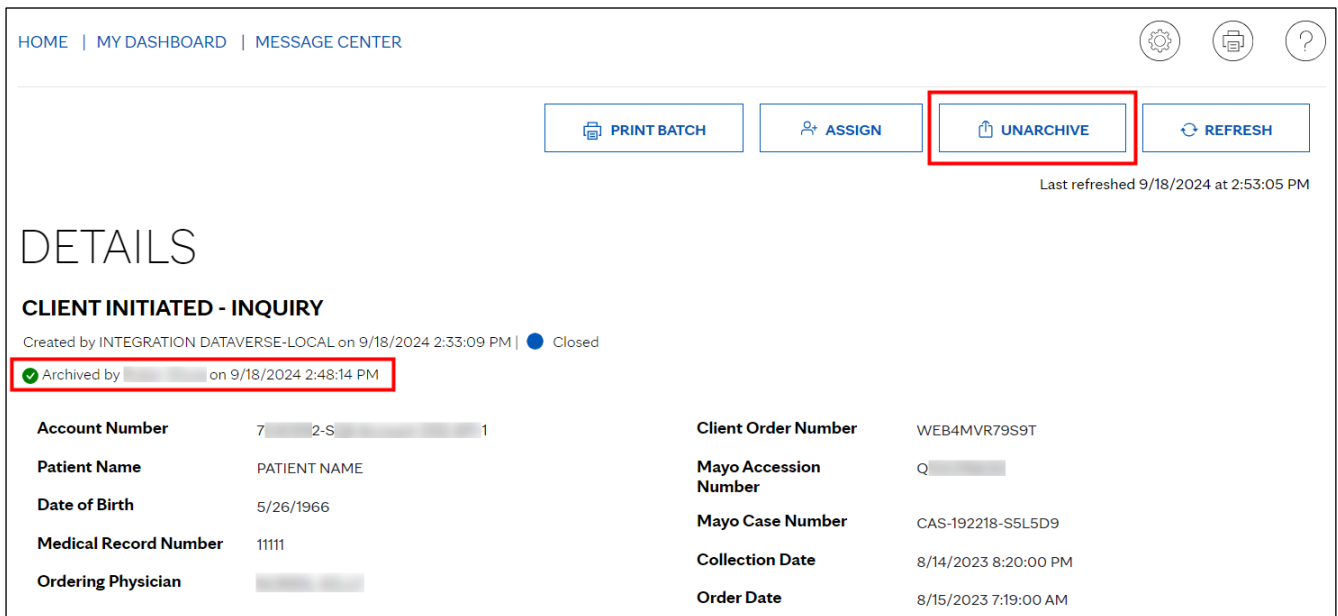 HOME | MY DASHBOARD | MESSAGE CENTER
PRINT BATCH
ASSIGN
UNARCHIVE
REFRESH
Last refreshed 9/18/2024 at 2:53:05 PM
DETAILS
CLIENT INITIATED - INQUIRY
Created by INTEGRATION DATAVERSE-LOCAL on 9/18/2024 2:33:09 PM | Closed
Archived by on 9/18/2024 2:48:14 PM
Account Number 7 2-S 1
Patient Name PATIENT NAME
Date of Birth 5/26/1966
Medical Record Number 11111
Ordering Physician
Client Order Number WEB4MVR79S9T
Mayo Accession Q
Number
Mayo Case Number CAS-192218-S5L5D9
Collection Date 8/14/2023 8:20:00 PM
Order Date 8/15/2023 7:19:00 AM